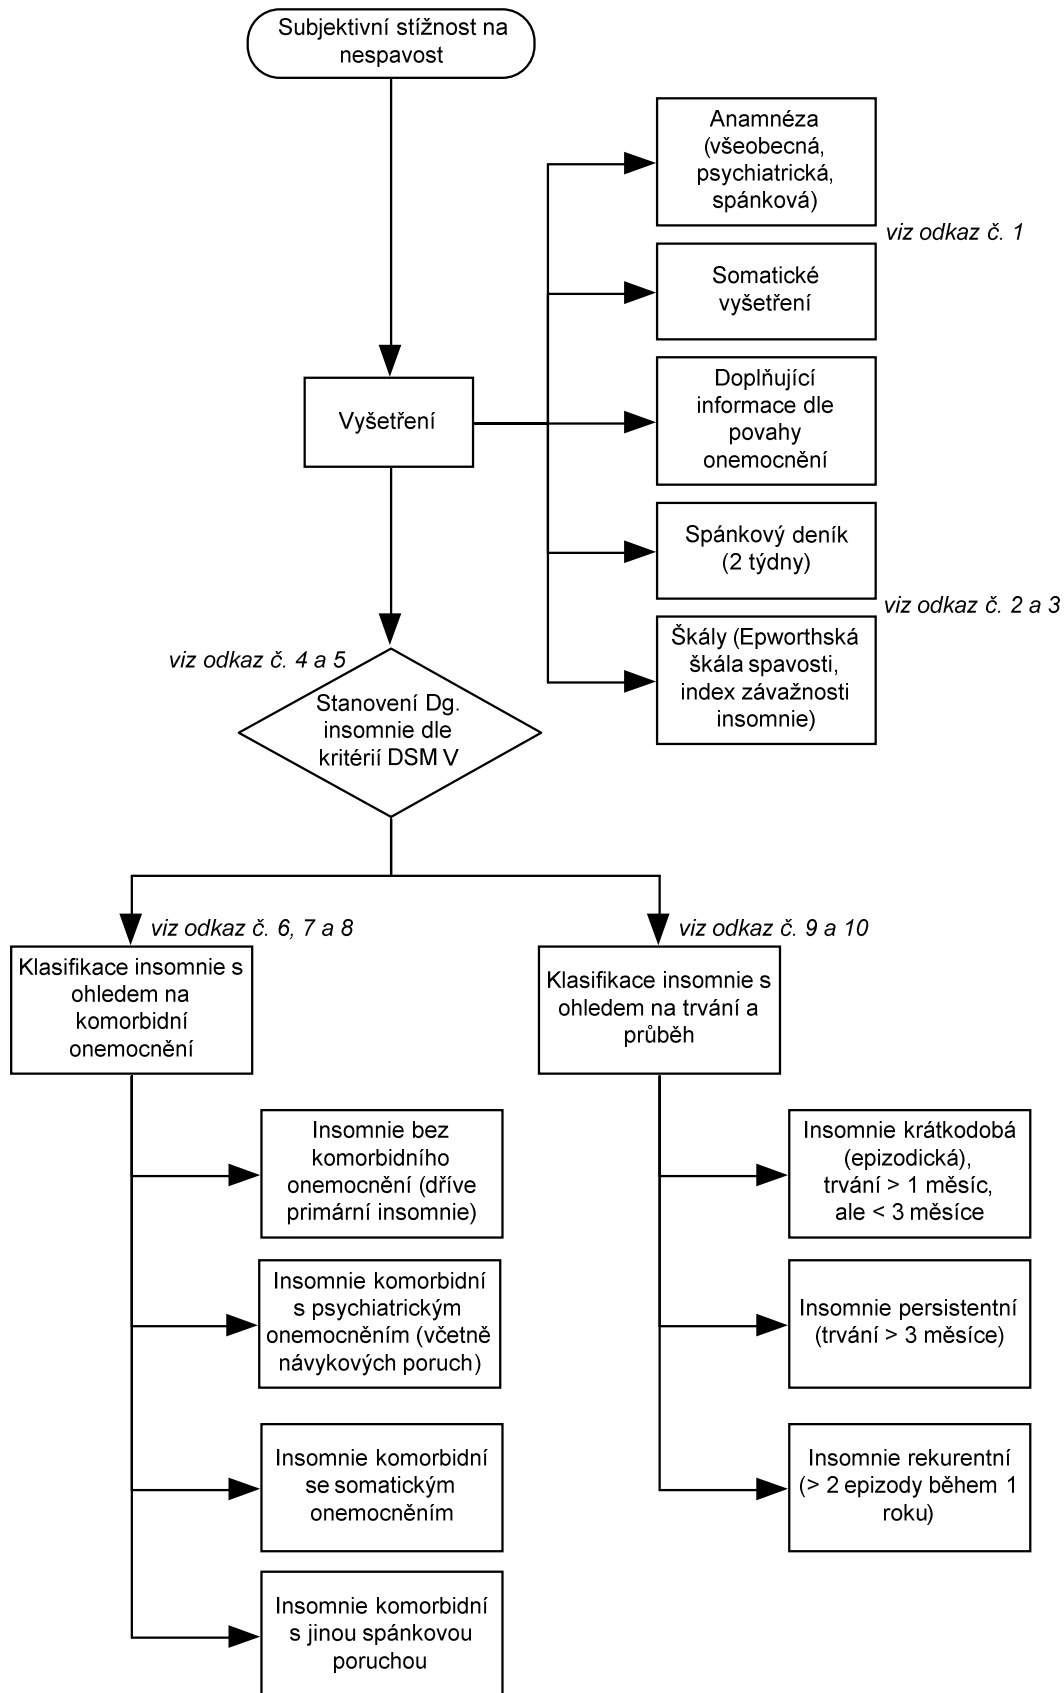 Subjektivní stížnost na
nespavost
Anamnéza
(všeobecná,
psychiatrická,
spánková)
viz odkaz č. 1
Somatické
vyšetření
Vyšetření
Doplňující
informace dle
povahy
onemocnění
Spánkový deník
(2 týdny)
viz odkaz č. 2 a 3
Škály (Epworthská
škála spavosti,
index závažnosti
insomnie)
viz odkaz č. 4 a 5
Stanovení Dg.
insomnie dle
kritérií DSM V
viz odkaz č. 6, 7 a 8
Klasifikace insomnie s
ohledem na
komorbidní
onemocnění
Insomnie bez
komorbidního
onemocnění (dříve
primární insomnie)
Insomnie komorbidní
s psychiatrickým
onemocněním (včetně
návykových poruch)
Insomnie komorbidní
se somatickým
onemocněním
Insomnie komorbidní
s jinou spánkovou
poruchou
viz odkaz č. 9 a 10
Klasifikace insomnie s
ohledem na trvání a
průběh
Insomnie krátkodobá
(epizodická),
trvání > 1 měsíc,
ale < 3 měsíce
Insomnie persistentní
(trvání > 3 měsíce)
Insomnie rekurentní
(> 2 epizody během 1
roku)